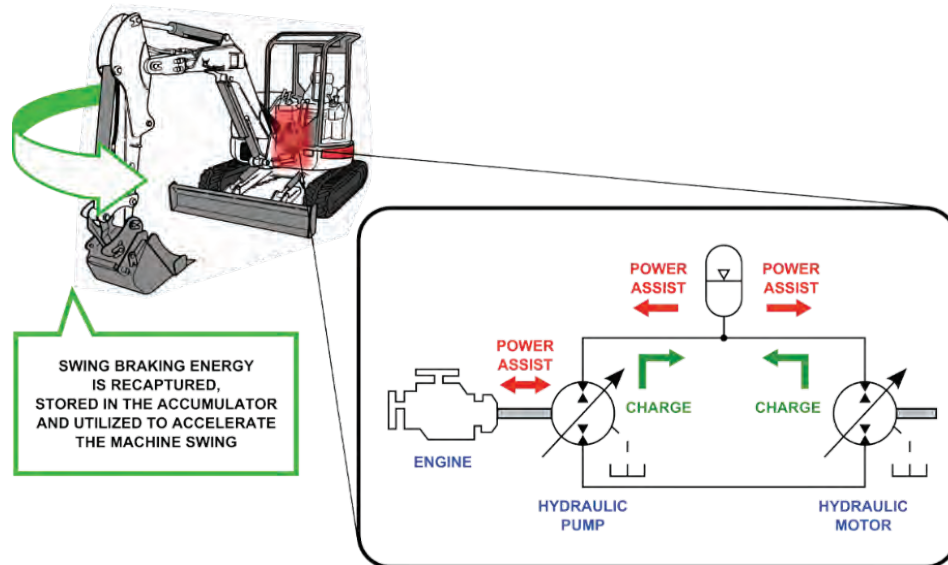 SWING BRAKING ENERGY
IS RECAPTURED,
STORED IN THE ACCUMULATOR
AND UTILIZED TO ACCELERATE
THE MACHINE SWING
POWER
ASSIST
POWER
ASSIST
POWER
ASSIST
CHARGE
CHARGE
ENGINE
HYDRAULIC
PUMP
HYDRAULIC
MOTOR